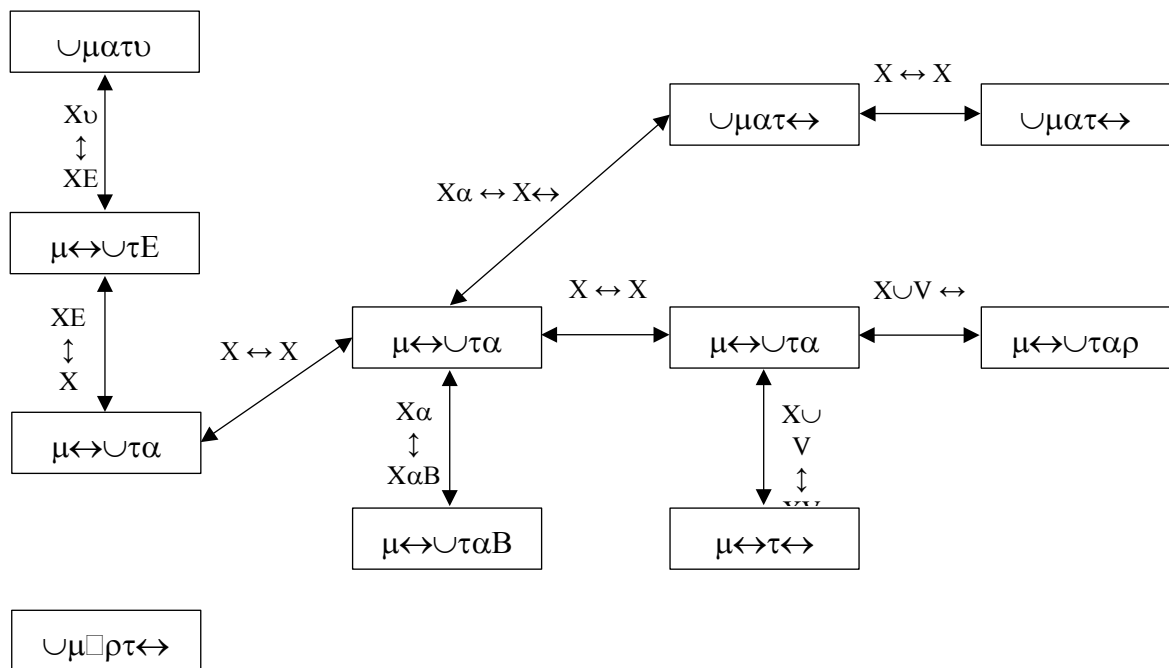 ∪ματυ
Xυ
↕
XE
μ↔∪τE
XE
↕
X
μ↔∪τα
X ↔ X
Xα ↔ X↔
∪ματ↔
X ↔ X
∪ματ↔
μ↔∪τα
X ↔ X
μ↔∪τα
X∪V ↔
μ↔∪ταρ
Xα
↕
XαB
μ↔∪ταB
X∪
V
↕
μ↔τ↔
∪μ□ρτ↔